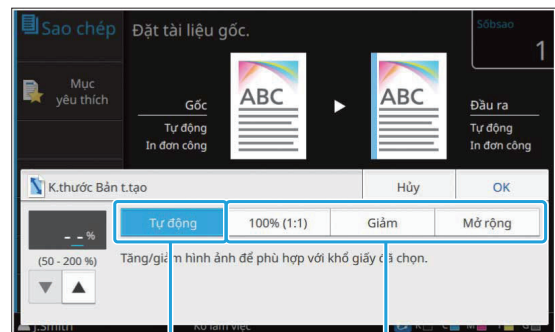 Sao chép
Đặt tài liệu gốc.
Sốbsao
1
Mục
yêu thích
Gốc
Tự động
In đơn công
ABC
ABC
Đầu ra
Tự động
In đơn công
K.thước Bản t.tạo
Hủy
OK
- - %
(50 - 200 %)
Tự động
100% (1:1)
Giảm
Mở rộng
Tăng/giảm hình ảnh để phù hợp với khổ giấy đã chọn.
J.Smith